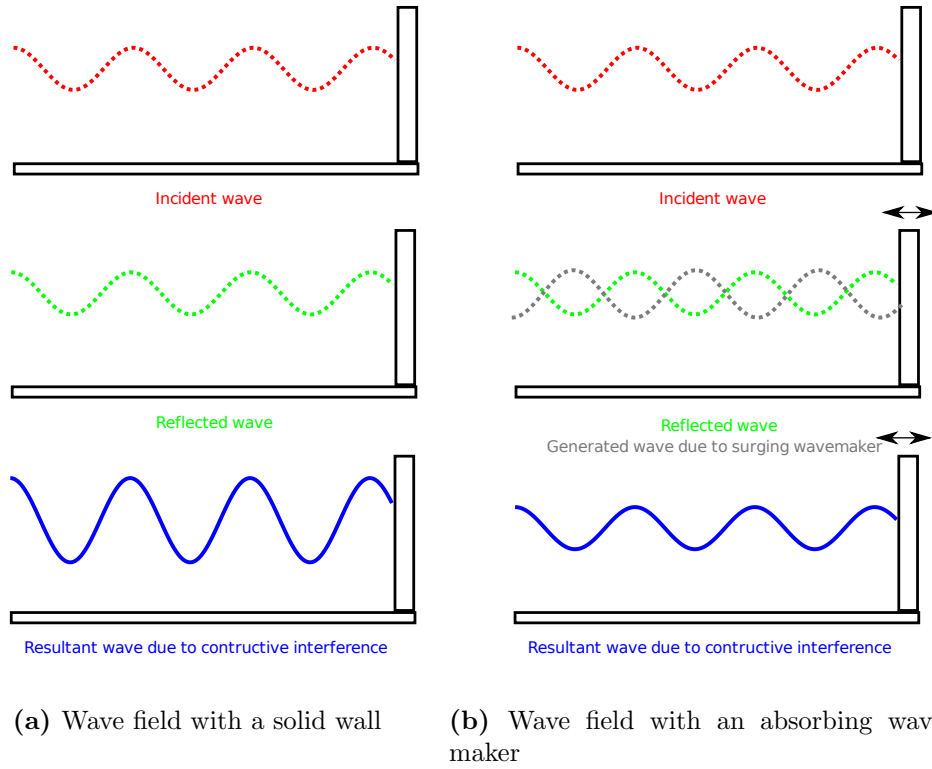 Incident wave
Reflected wave
Resultant wave due to contructive interference
(a) Wave field with a solid wall
Incident wave
Reflected wave
Generated wave due to surging wavemaker
Resultant wave due to contructive interference
(b) Wave field with an absorbing wav
maker